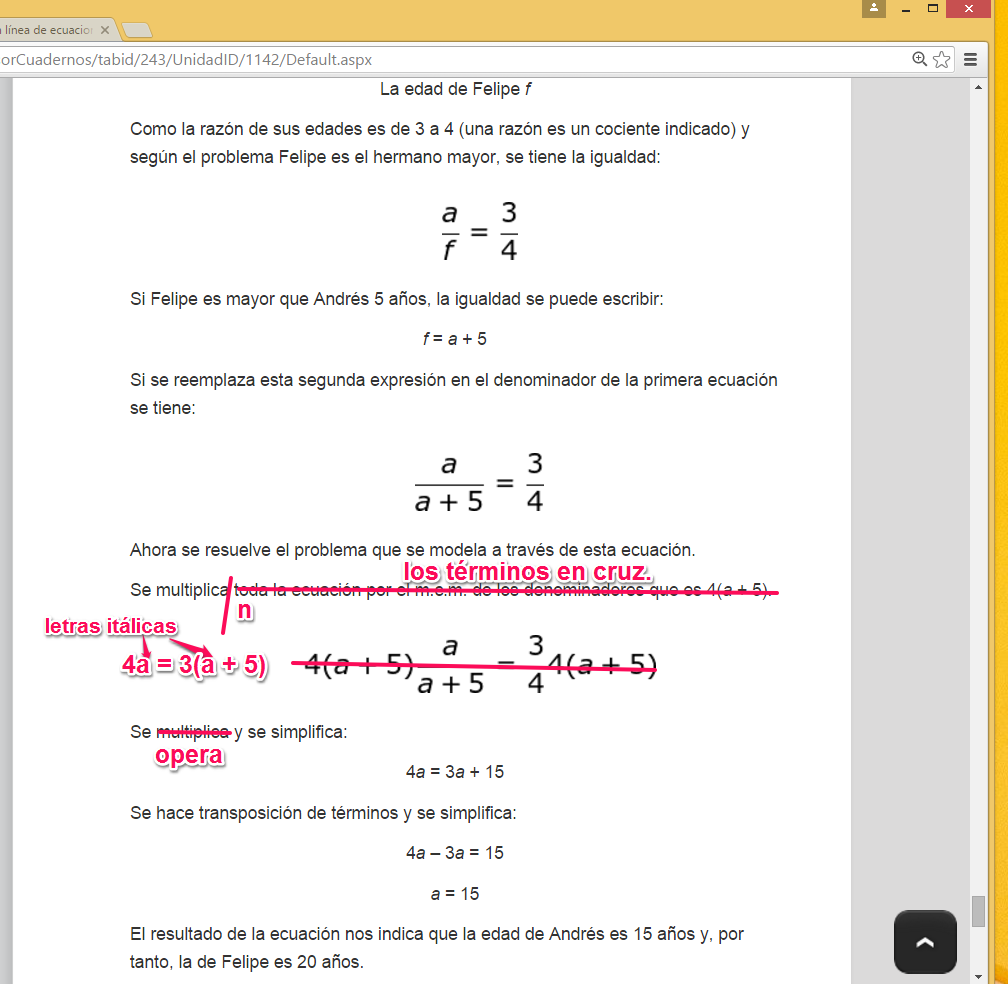 línea de ecuacion
orCuadernos/tabid/243/UnidadID/1142/Default.aspx
La edad de Felipe f
Como la razón de sus edades es de 3 a 4 (una razón es un cociente indicado) y
según el problema Felipe es el hermano mayor, se tiene la igualdad:
a/f = 3/4
Si Felipe es mayor que Andrés 5 años, la igualdad se puede escribir:
f = a + 5
Si se reemplaza esta segunda expresión en el denominador de la primera ecuación
se tiene:
a/(a + 5) = 3/4
Ahora se resuelve el problema que se modela a través de esta ecuación.
los términos en cruz.
Se multiplica toda la ecuación por el m.c.m. de los denominadores que es 4(a + 5).
n
letras itálicas
4a = 3(a + 5)
4(a + 5) a/(a + 5) = 3/4 4(a + 5)
Se multiplica y se simplifica:
opera
4a = 3a + 15
Se hace transposición de términos y se simplifica:
4a – 3a = 15
a = 15
El resultado de la ecuación nos indica que la edad de Andrés es 15 años y, por
tanto, la de Felipe es 20 años.